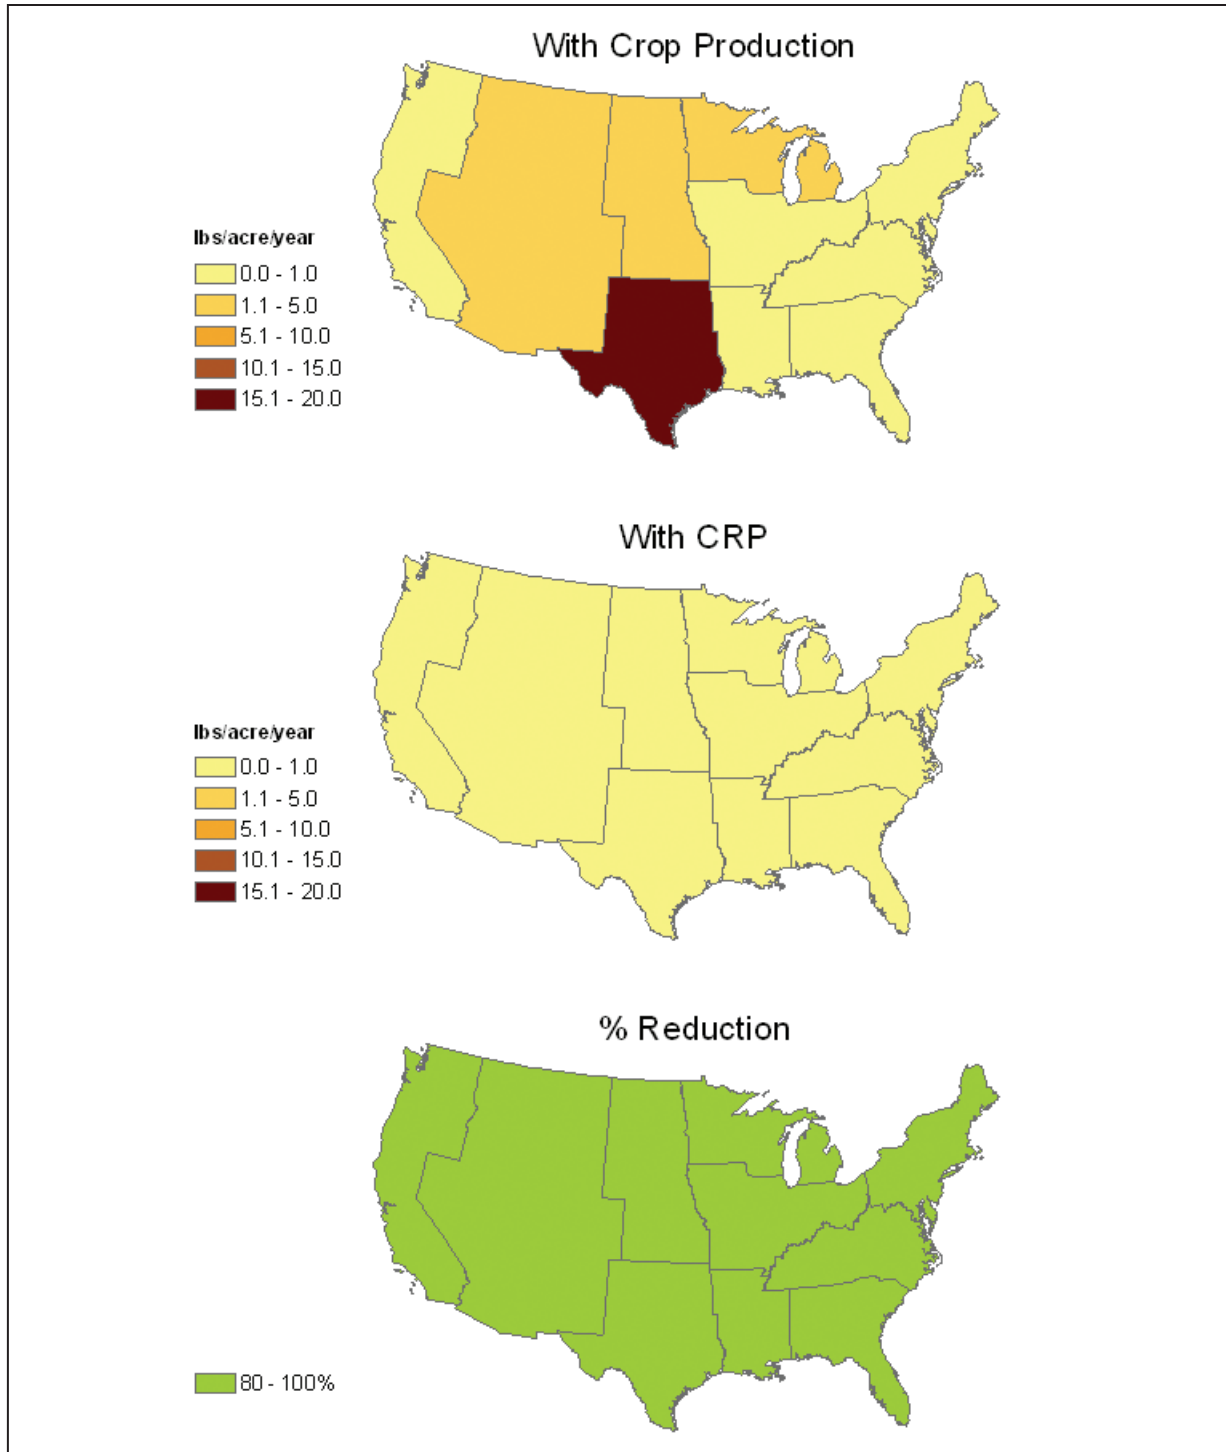 With Crop Production
lbs/acre/year
0.0 - 1.0
1.1 - 5.0
5.1 - 10.0
10.1 - 15.0
15.1 - 20.0
With CRP
lbs/acre/year
0.0 - 1.0
1.1 - 5.0
5.1 - 10.0
10.1 - 15.0
15.1 - 20.0
% Reduction
80 - 100%